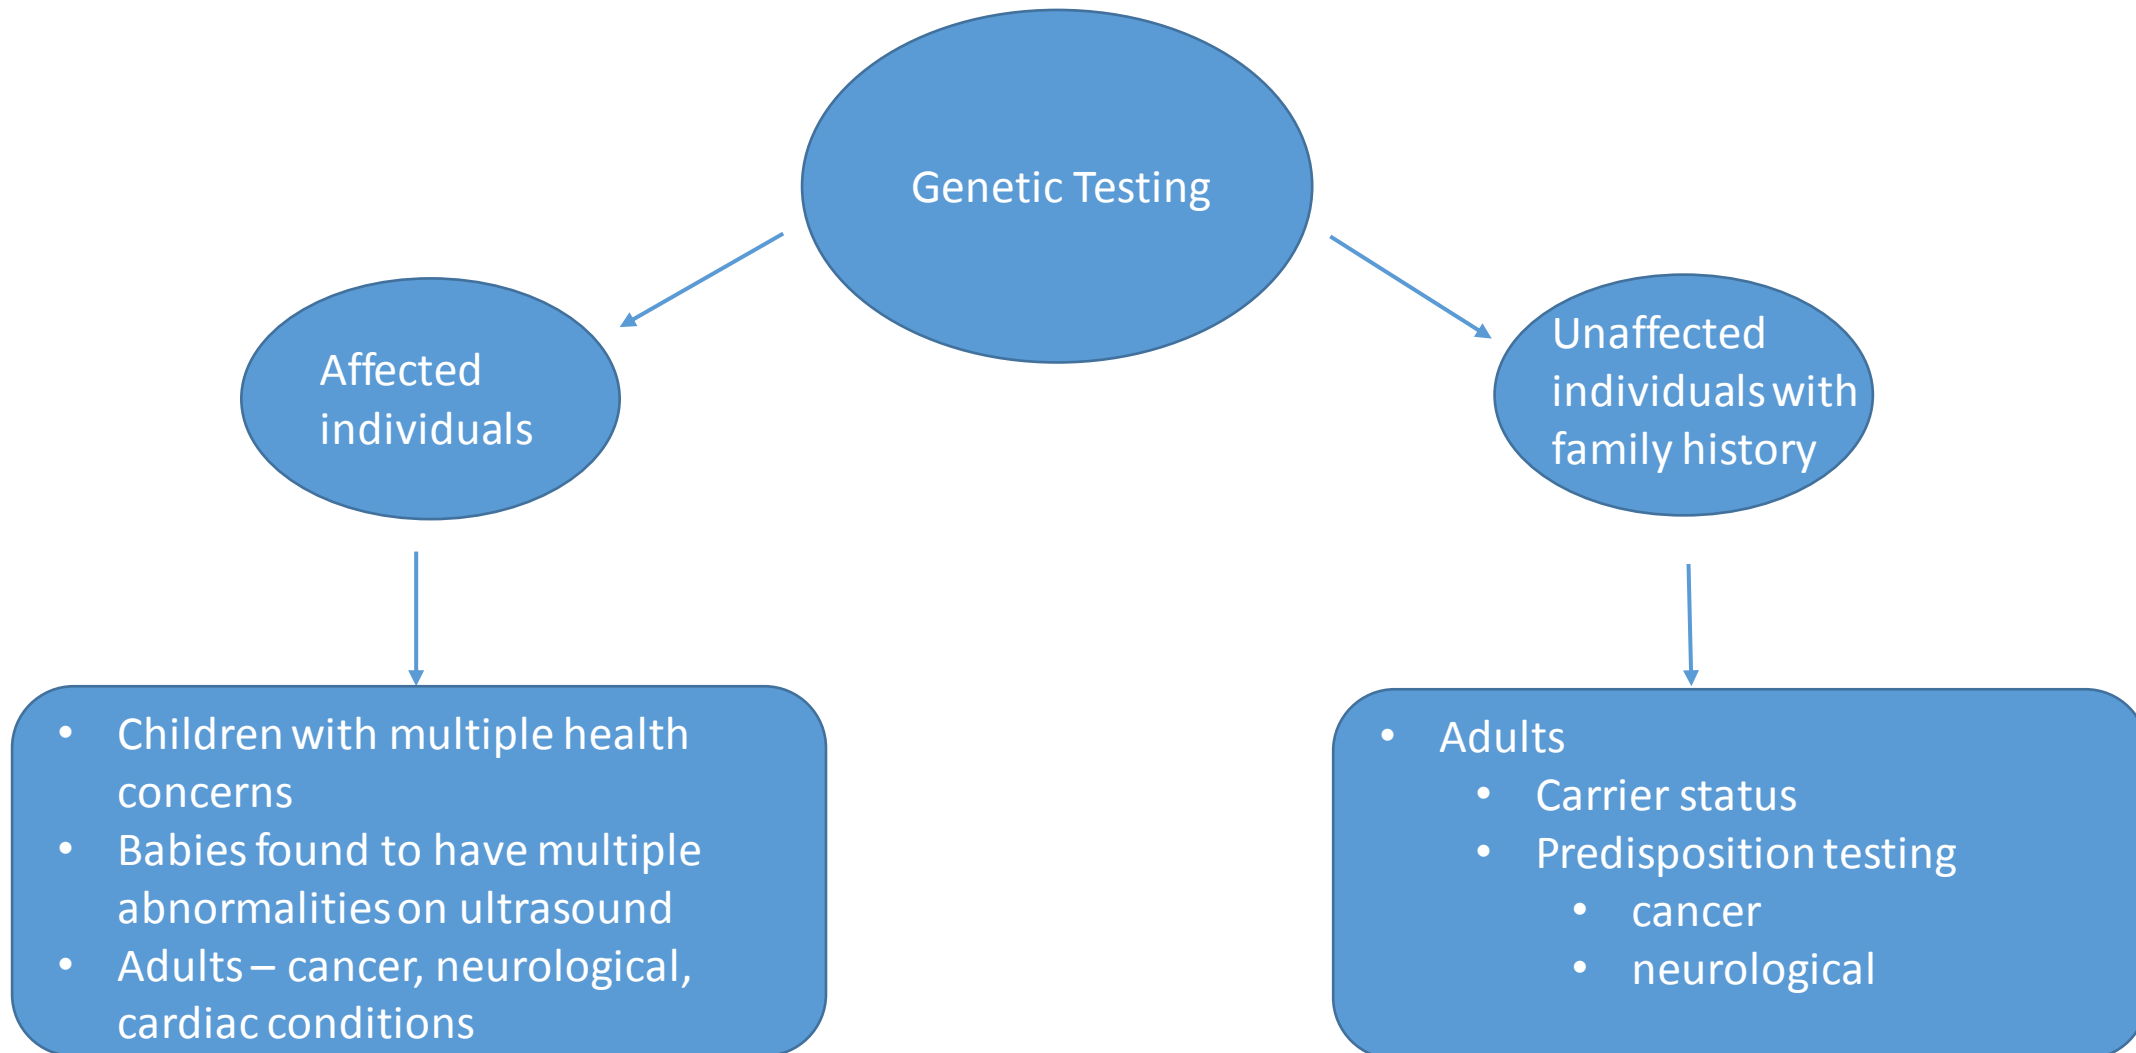 Genetic Testing
Affected
individuals
Unaffected
individuals with
family history
• Children with multiple health
concerns
• Babies found to have multiple
abnormalities on ultrasound
• Adults – cancer, neurological,
cardiac conditions
• Adults
• Carrier status
• Predisposition testing
• cancer
• neurological